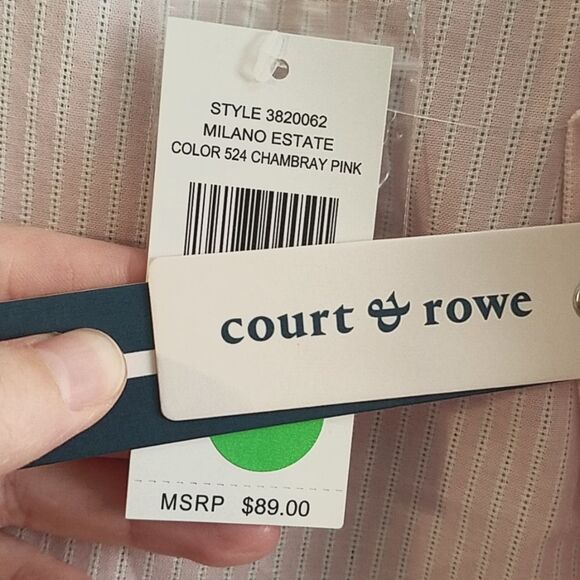 STYLE 3820062
MILANO ESTATE
COLOR 524 CHAMBRAY PINK
court & rowe
MSRP $89.00